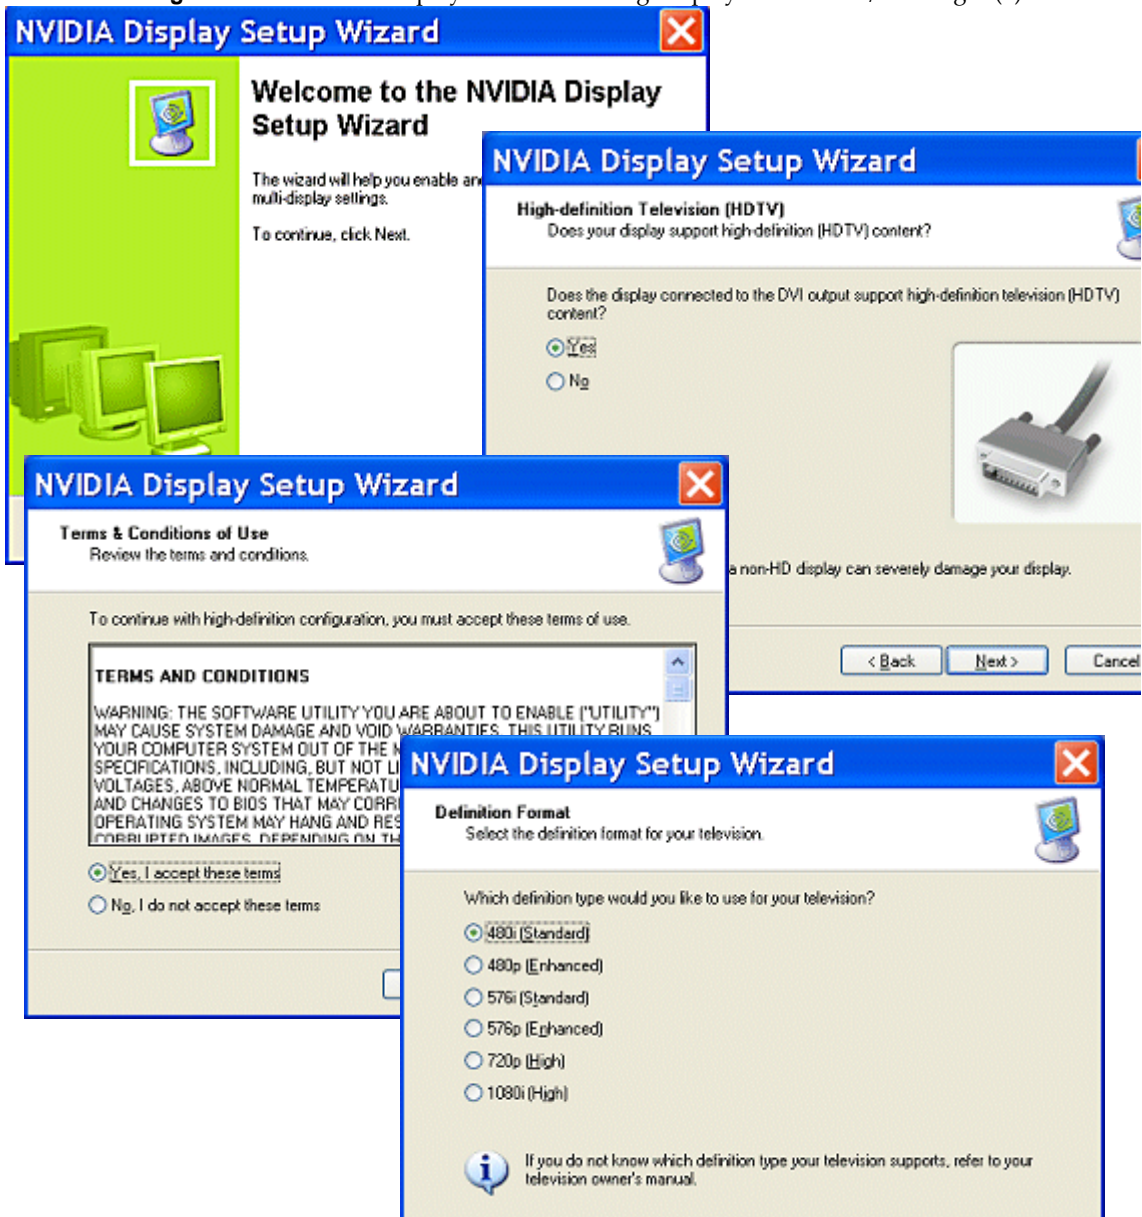 NVIDIA Display Setup Wizard
Welcome to the NVIDIA Display
Setup Wizard
The wizard will help you enable an
multi-display settings.
To continue, click Next.
NVIDIA Display Setup Wizard
High-definition Television (HDTV)
Does your display support high-definition (HDTV) content?
Does the display connected to the DVI output support high-definition television (HDTV)
content?
Yes
No
a non-HD display can severely damage your display.
< Back
Next >
Cancel
NVIDIA Display Setup Wizard
Terms & Conditions of Use
Review the terms and conditions.
To continue with high-definition configuration, you must accept these terms of use.
TERMS AND CONDITIONS
WARNING: THE SOFTWARE UTILITY YOU ARE ABOUT TO ENABLE ("UTILITY")
MAY CAUSE SYSTEM DAMAGE AND VOID WARRANTIES. THIS UTILITY RUNS
YOUR COMPUTER SYSTEM OUT OF THE
SPECIFICATIONS, INCLUDING, BUT NOT LI
VOLTAGES, ABOVE NORMAL TEMPERATU
AND CHANGES TO BIOS THAT MAY CORR
OPERATING SYSTEM MAY HANG AND RES
CORRUPTED IMAGES. DEPENDING ON TH
Yes, I accept these terms
No, I do not accept these terms
NVIDIA Display Setup Wizard
Definition Format
Select the definition format for your television.
Which definition type would you like to use for your television?
480i (Standard)
480p (Enhanced)
576i (Standard)
576p (Enhanced)
720p (High)
1080i (High)
If you do not know which definition type your television supports, refer to your
television owner's manual.